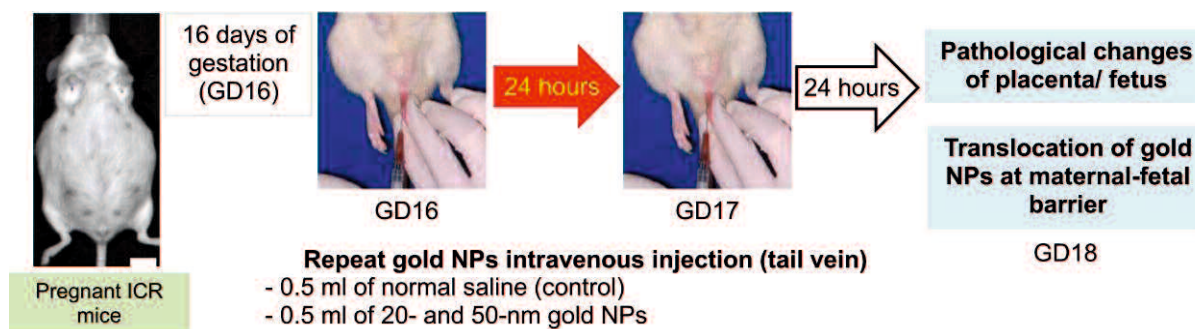 16 days of
gestation
(GD16)
24 hours
24 hours
Pathological changes
of placenta/ fetus
Translocation of gold
NPs at maternal-fetal
barrier
GD16
GD17
GD18
Pregnant ICR
mice
Repeat gold NPs intravenous injection (tail vein)
- 0.5 ml of normal saline (control)
- 0.5 ml of 20- and 50-nm gold NPs